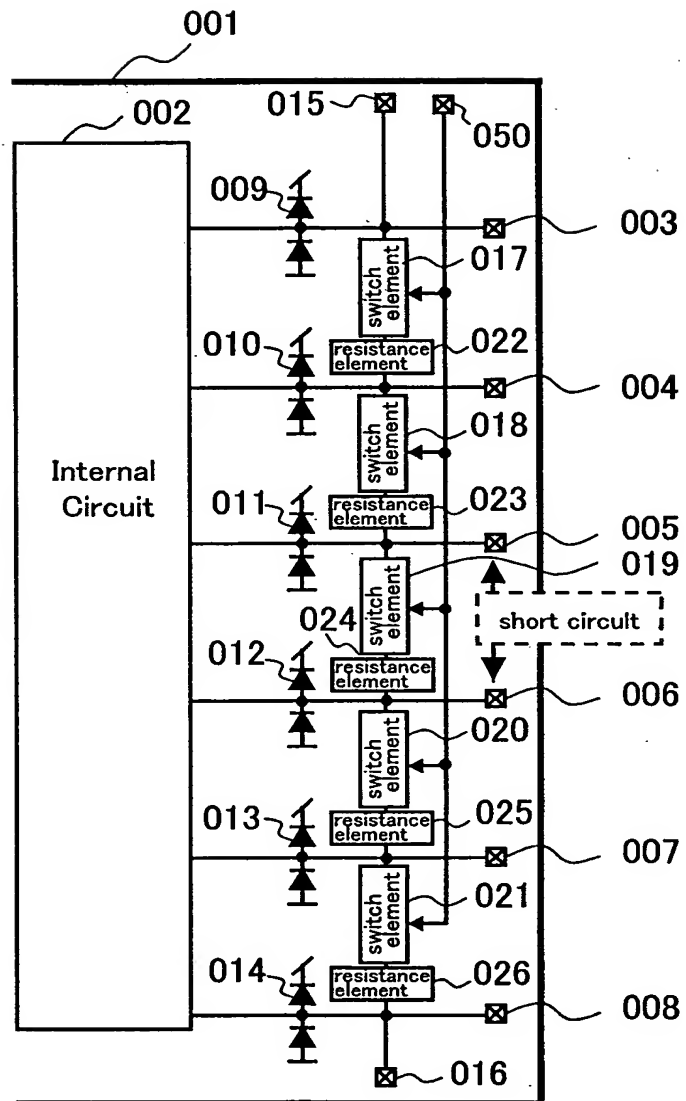 001
002
015
050
009
003
switch element
017
resistance element
022
010
004
switch element
018
resistance element
023
011
005
019
switch element
024
short circuit
Internal Circuit
012
resistance element
006
switch element
020
013
resistance element
025
007
switch element
021
014
resistance element
026
008
016